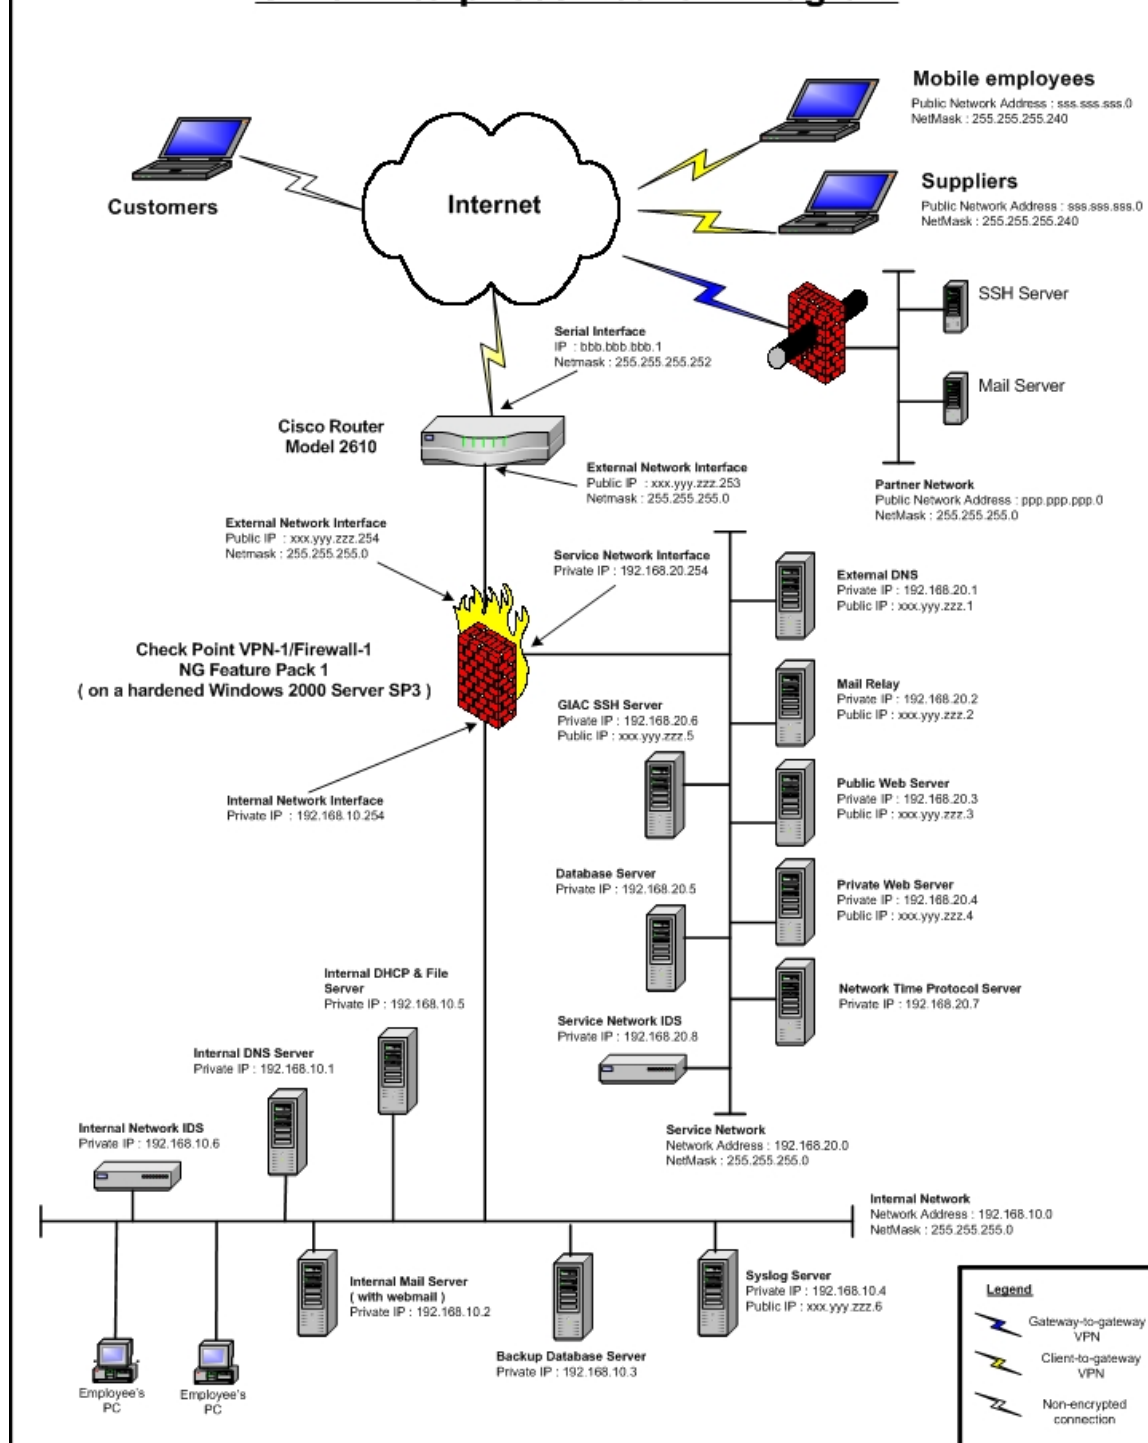 Mobile employees
Public Network Address : sss.sss.sss.0
NetMask : 255.255.255.240
Customers
Internet
Suppliers
Public Network Address : sss.sss.sss.0
NetMask : 255.255.255.240
SSH Server
Mail Server
Serial Interface
IP : bbb.bbb.bbb.1
Netmask : 255.255.255.252
Cisco Router
Model 2610
External Network Interface
Public IP : xxx.yyy.zzz.253
Netmask : 255.255.255.0
Partner Network
Public Network Address : ppp.ppp.ppp.0
NetMask : 255.255.255.0
External Network Interface
Public IP : xxx.yyy.zzz.254
Netmask : 255.255.255.0
Service Network Interface
Private IP : 192.168.20.254
External DNS
Private IP : 192.168.20.1
Public IP : xxx.yyy.zzz.1
Check Point VPN-1/Firewall-1
NG Feature Pack 1
( on a hardened Windows 2000 Server SP3 )
Mail Relay
Private IP : 192.168.20.2
Public IP : xxx.yyy.zzz.2
GIAC SSH Server
Private IP : 192.168.20.6
Public IP : xxx.yyy.zzz.5
Public Web Server
Private IP : 192.168.20.3
Public IP : xxx.yyy.zzz.3
Internal Network Interface
Private IP : 192.168.10.254
Database Server
Private IP : 192.168.20.5
Private Web Server
Private IP : 192.168.20.4
Public IP : xxx.yyy.zzz.4
Internal DHCP & File
Server
Private IP : 192.168.10.5
Network Time Protocol Server
Private IP : 192.168.20.7
Service Network IDS
Private IP : 192.168.20.8
Internal DNS Server
Private IP : 192.168.10.1
Internal Network IDS
Private IP : 192.168.10.6
Service Network
Network Address : 192.168.20.0
NetMask : 255.255.255.0
Internal Network
Network Address : 192.168.10.0
NetMask : 255.255.255.0
Internal Mail Server
( with webmail )
Private IP : 192.168.10.2
Syslog Server
Private IP : 192.168.10.4
Public IP : xxx.yyy.zzz.6
Backup Database Server
Private IP : 192.168.10.3
Employee's
PC
Employee's
PC
Legend
Gateway-to-gateway
VPN
Client-to-gateway
VPN
Non-encrypted
connection